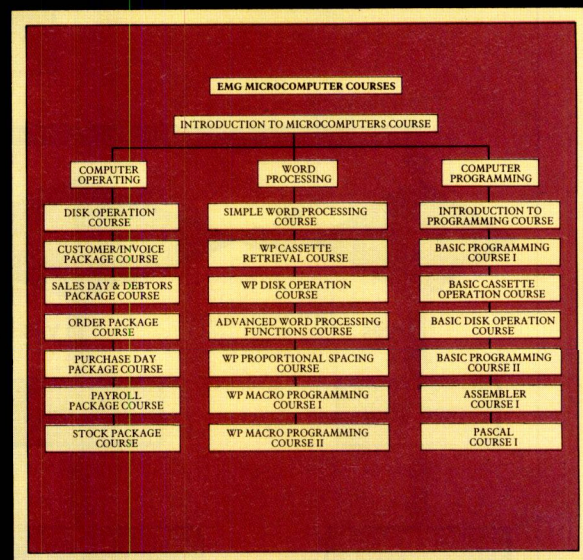 EMG MICROCOMPUTER COURSES
INTRODUCTION TO MICROCOMPUTERS COURSE
COMPUTER
OPERATING
DISK OPERATION
COURSE
CUSTOMER/INVOICE
PACKAGE COURSE
SALES DAY & DEBTORS
PACKAGE COURSE
ORDER PACKAGE
COURSE
PURCHASE DAY
PACKAGE COURSE
PAYROLL
PACKAGE COURSE
STOCK PACKAGE
COURSE
WORD
PROCESSING
SIMPLE WORD PROCESSING
COURSE
WP CASSETTE
RETRIEVAL COURSE
WP DISK OPERATION
COURSE
ADVANCED WORD PROCESSING
FUNCTIONS COURSE
WP PROPORTIONAL SPACING
COURSE
WP MACRO PROGRAMMING
COURSE I
WP MACRO PROGRAMMING
COURSE II
COMPUTER
PROGRAMMING
INTRODUCTION TO
PROGRAMMING COURSE
BASIC PROGRAMMING
COURSE I
BASIC CASSETTE
OPERATION COURSE
BASIC DISK OPERATION
COURSE
BASIC PROGRAMMING
COURSE II
ASSEMBLER
COURSE I
PASCAL
COURSE I